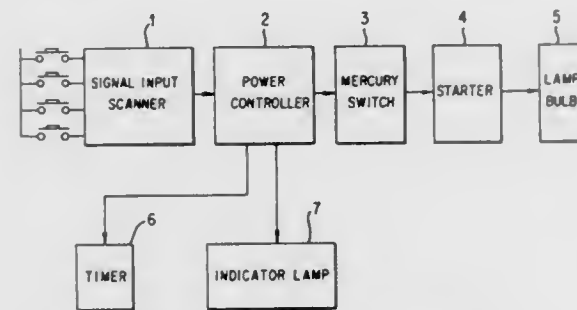 1
2
3
4
5
SIGNAL INPUT
SCANNER
POWER
CONTROLLER
MERCURY
SWITCH
STARTER
LAMP
BULB
6
7
TIMER
INDICATOR LAMP